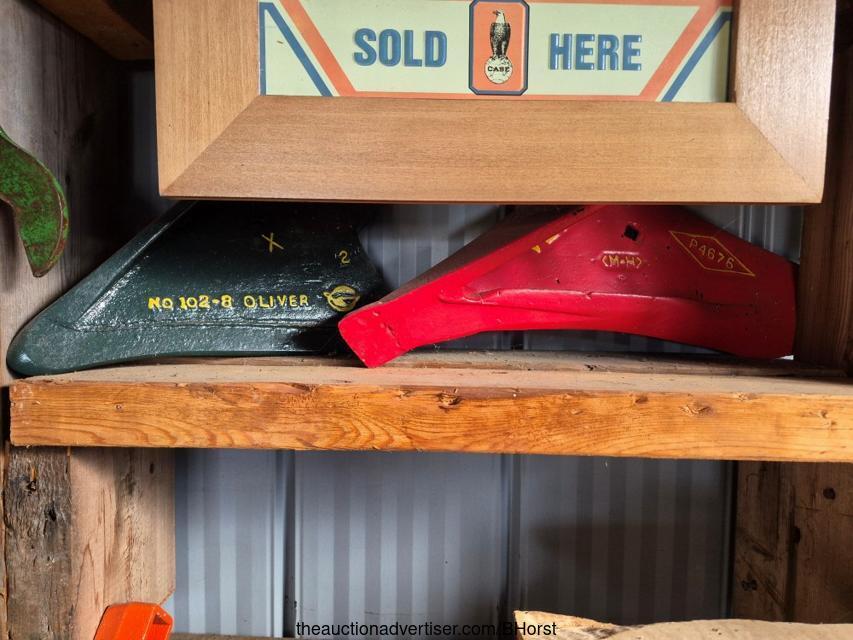 SOLD HERE
CASE
X
2
NO 102-8 OLIVER
P4676
<M-H>
theauctionadvertiser.com/BHorst